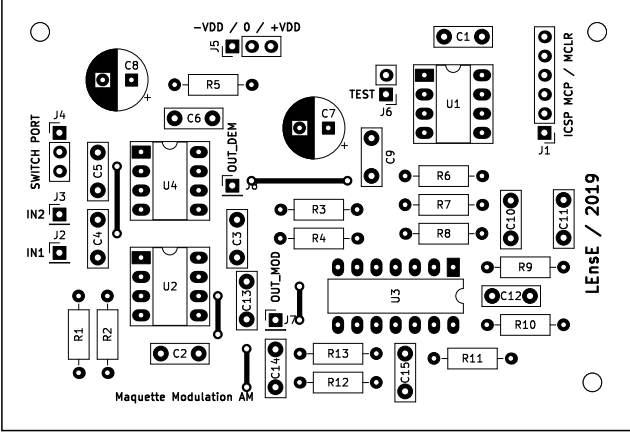 -VDD / 0 / +VDD
J5
C1
C8
+
R5
TEST
J6
U1
J1
ICSP MCP / MCLR
J4
SWITCH PORT
C6
C7
+
OUT_DEM
J8
C9
C5
U4
R6
J3
IN2
R3
R7
C10
C11
J2
IN1
C4
C3
R4
R8
LEnsE / 2019
OUT_MOD
J7
U2
C13
U3
R9
C12
R1
R2
R10
C2
C14
R13
C15
R11
R12
Maquette Modulation AM